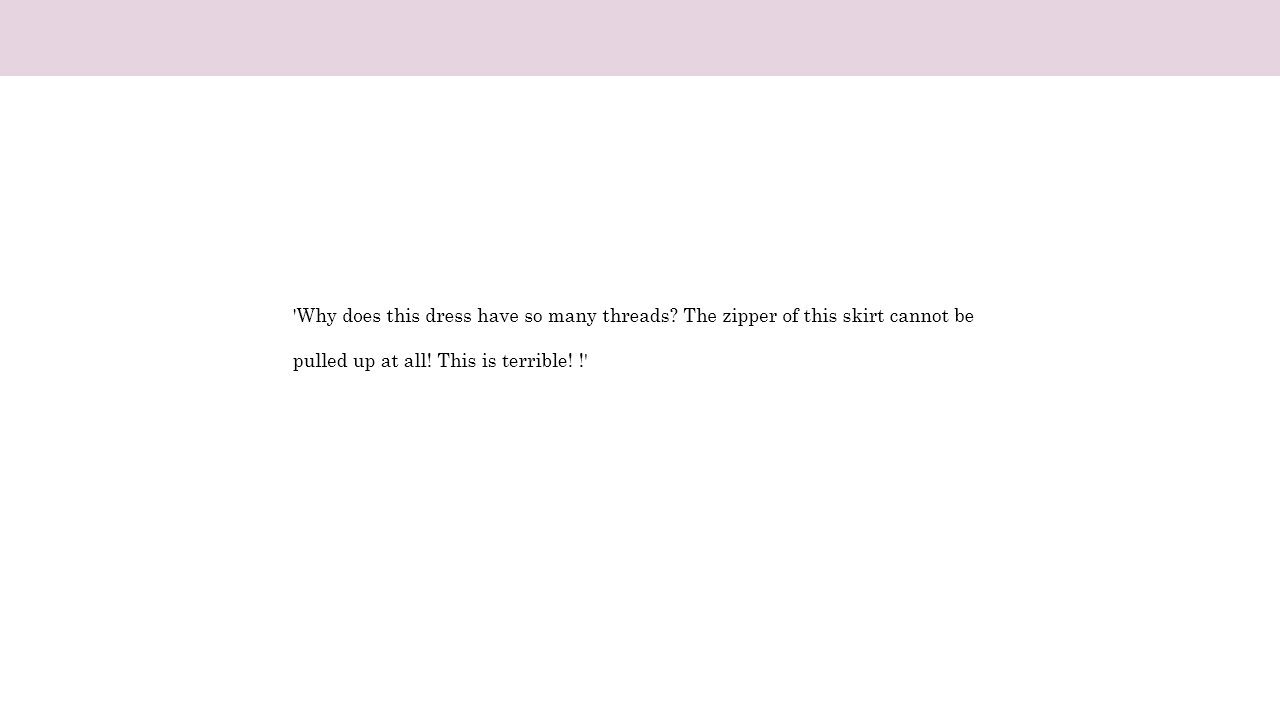 'Why does this dress have so many threads? The zipper of this skirt cannot be
pulled up at all! This is terrible! !'